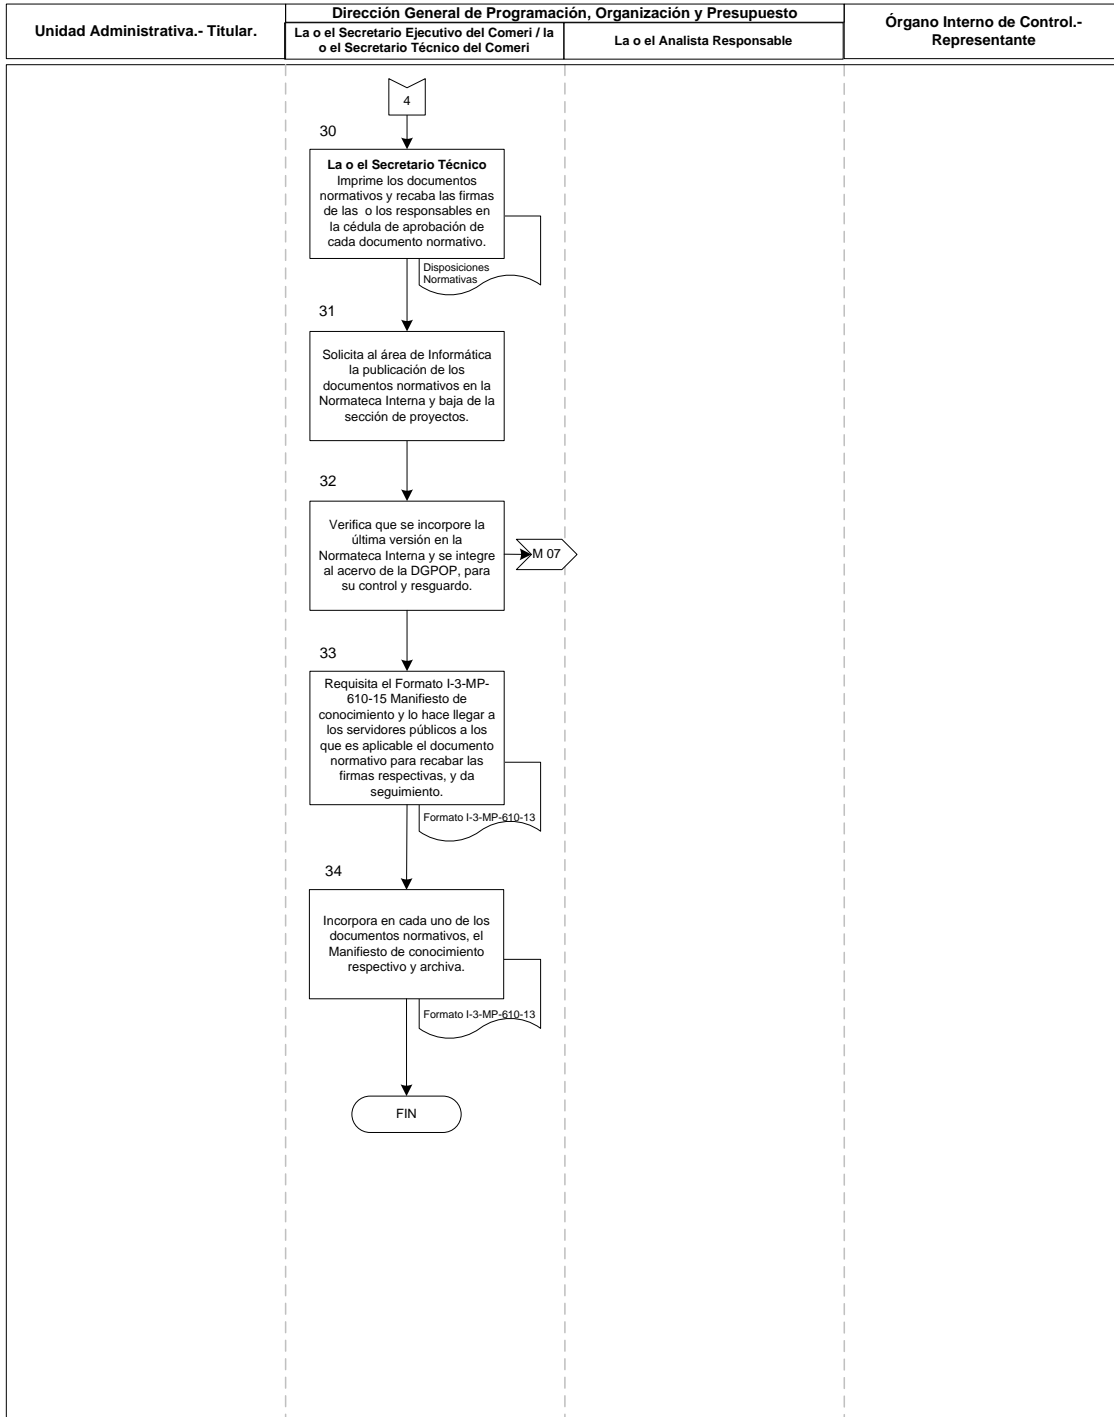 Unidad Administrativa.- Titular.
Dirección General de Programación, Organización y Presupuesto
La o el Secretario Ejecutivo del Comeri / la
o el Secretario Técnico del Comeri
La o el Analista Responsable
Órgano Interno de Control.-
Representante
4
30
La o el Secretario Técnico
Imprime los documentos
normativos y recaba las firmas
de las o los responsables en
la cédula de aprobación de
cada documento normativo.
Disposiciones
Normativas
31
Solicita al área de Informática
la publicación de los
documentos normativos en la
Normateca Interna y baja de la
sección de proyectos.
32
Verifica que se incorpore la
última versión en la
Normateca Interna y se integre
al acervo de la DGPOP, para
su control y resguardo.
M 07
33
Requisita el Formato I-3-MP-
610-15 Manifiesto de
conocimiento y lo hace llegar a
los servidores públicos a los
que es aplicable el documento
normativo para recabar las
firmas respectivas, y da
seguimiento.
Formato I-3-MP-610-13
34
Incorpora en cada uno de los
documentos normativos, el
Manifiesto de conocimiento
respectivo y archiva.
Formato I-3-MP-610-13
FIN